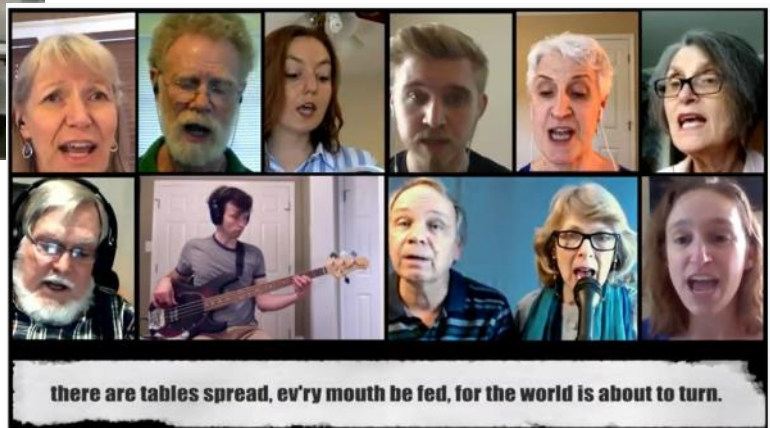 there are tables spread, ev'ry mouth be fed, for the world is about to turn.